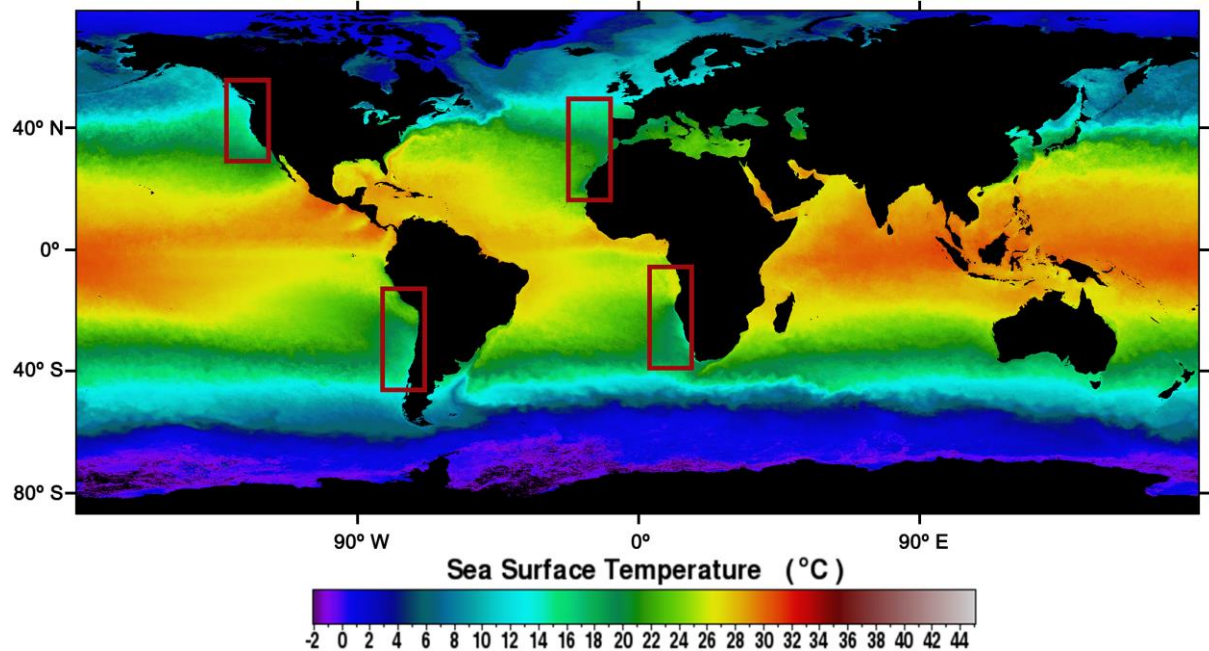 40º N
0º
40º S
80º S
90º W 0º 90º E
Sea Surface Temperature (°C)
-2 0 2 4 6 8 10 12 14 16 18 20 22 24 26 28 30 32 34 36 38 40 42 44